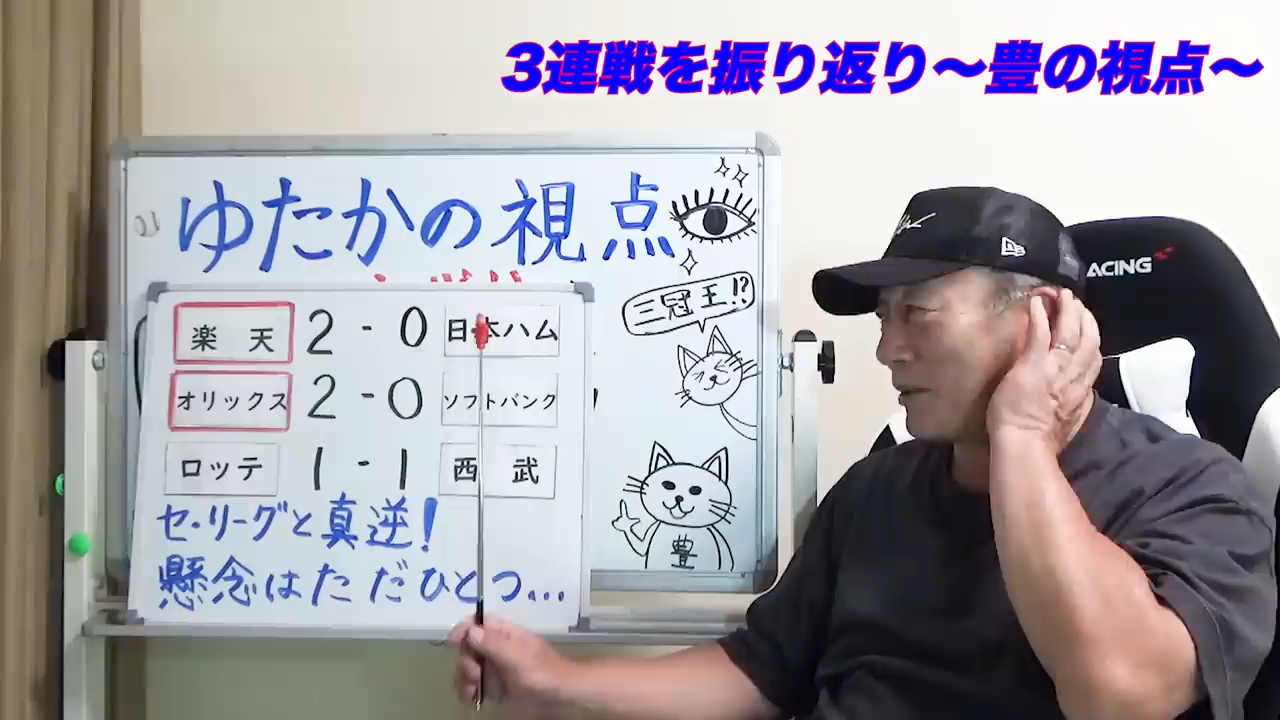 3連戦を振り返り〜豊の視点〜
ゆたかの視点
三冠王!?
楽天 2 - 0 日本ハム
オリックス 2 - 0 ソフトバンク
ロッテ 1 - 1 西武
セ・リーグと真逆!
懸念はただひとつ...
豊
ACING